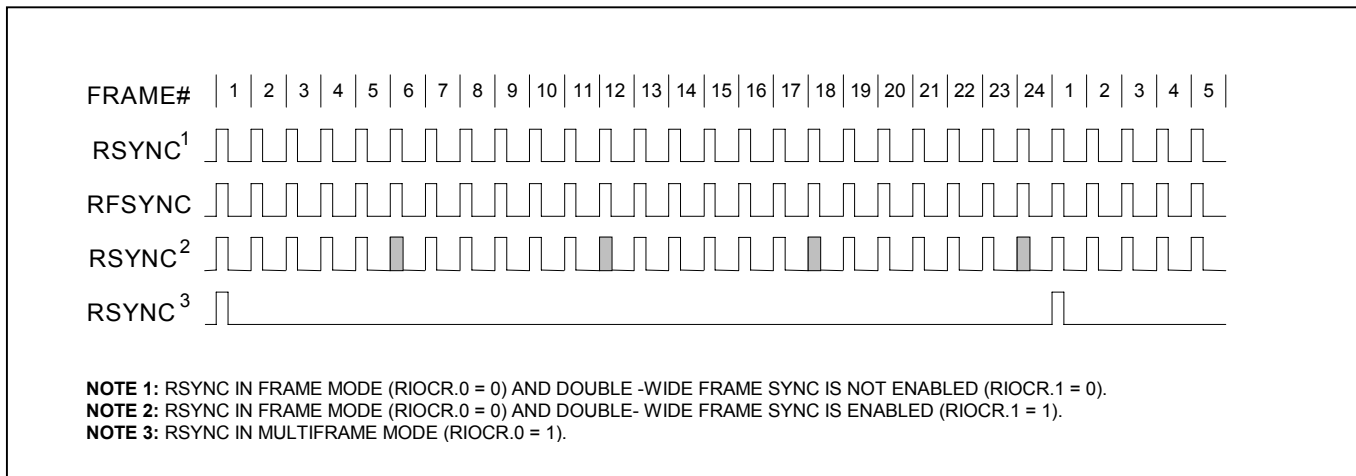 FRAME# 1 2 3 4 5 6 7 8 9 10 11 12 13 14 15 16 17 18 19 20 21 22 23 24 1 2 3 4 5
RSYNC1
RFSYNC
RSYNC2
RSYNC3
NOTE 1: RSYNC IN FRAME MODE (RIOCR.0 = 0) AND DOUBLE -WIDE FRAME SYNC IS NOT ENABLED (RIOCR.1 = 0).
NOTE 2: RSYNC IN FRAME MODE (RIOCR.0 = 0) AND DOUBLE- WIDE FRAME SYNC IS ENABLED (RIOCR.1 = 1).
NOTE 3: RSYNC IN MULTIFRAME MODE (RIOCR.0 = 1).